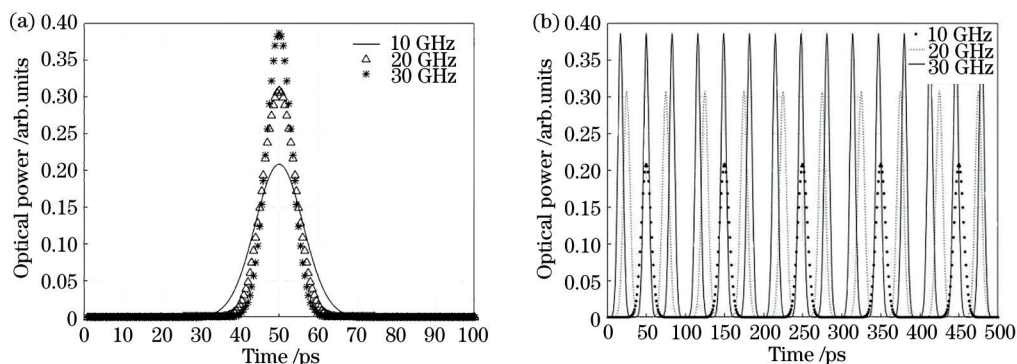 (a)
Optical power /arb.units
0.40
0.35
0.30
0.25
0.20
0.15
0.10
0.05
0
10 GHz
20 GHz
30 GHz
0 10 20 30 40 50 60 70 80 90 100
Time /ps
(b)
Optical power /arb.units
0.40
0.35
0.30
0.25
0.20
0.15
0.10
0.05
0
10 GHz
20 GHz
30 GHz
0 50 100 150 200 250 300 350 400 450 500
Time /ps